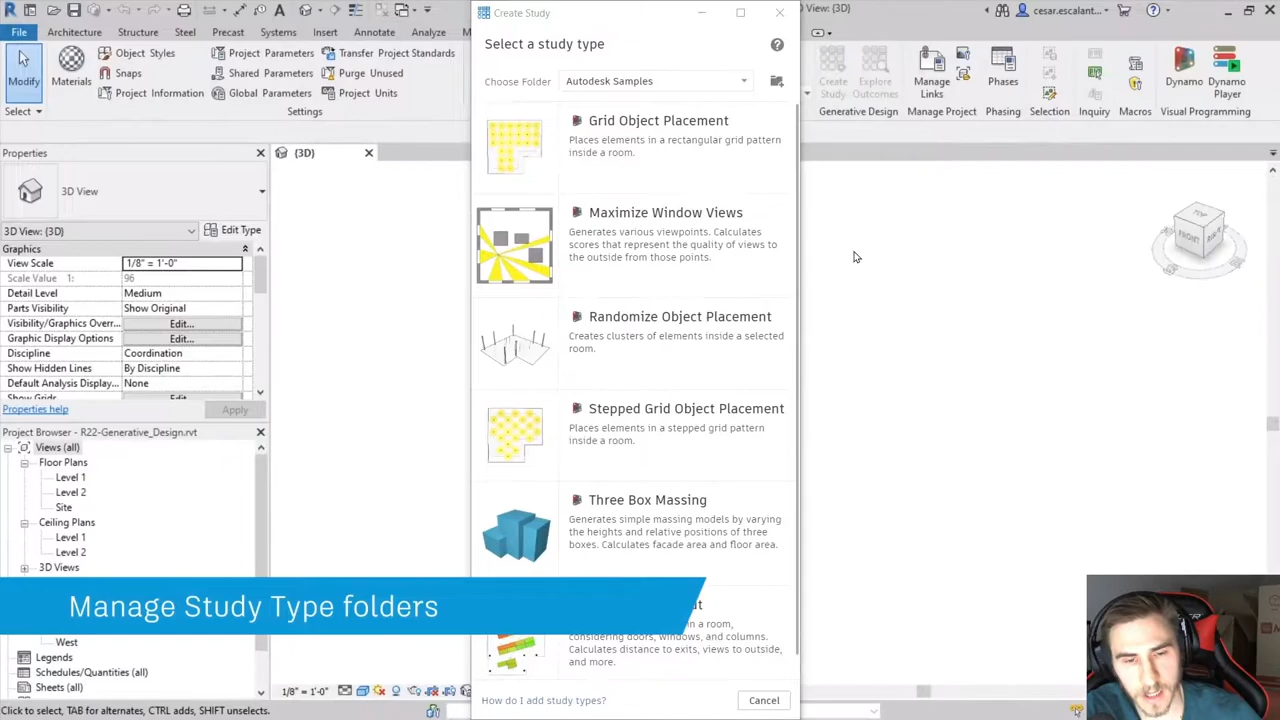 Create Study
{3D}
cesar.escalant...
File
Architecture
Structure
Steel
Precast
Systems
Insert
Annotate
Modify
Materials
Object Styles
Snaps
Project Information
Project Parameters
Shared Parameters
Global Parameters
Transfer Project Standards
Purge Unused
Project Units
Select
Settings
Create
Study
Explore
Outcomes
Generative Design
Manage
Links
Manage Project
Phases
Phasing
Selection
Inquiry
Macros
Dynamo
Dynamo
Player
Visual Programming
Select a study type
Choose Folder
Autodesk Samples
Grid Object Placement
Places elements in a rectangular grid pattern
inside a room.
Maximize Window Views
Generates various viewpoints. Calculates
scores that represent the quality of views to
the outside from those points.
Randomize Object Placement
Creates clusters of elements inside a selected
room.
Stepped Grid Object Placement
Places elements in a stepped grid pattern
inside a room.
Three Box Massing
Generates simple massing models by varying
the heights and relative positions of three
boxes. Calculates facade area and floor area.
in a room,
considering doors, windows, and columns.
Calculates distance to exits, views to outside,
and more.
How do I add study types?
Cancel
Properties
3D View
3D View: {3D}
Edit Type
Graphics
View Scale 1/8" = 1'-0"
Scale Value 1: 96
Detail Level Medium
Parts Visibility Show Original
Visibility/Graphics Overr... Edit...
Graphic Display Options Edit...
Discipline Coordination
Show Hidden Lines By Discipline
Default Analysis Display... None
Show Grids Edit...
Properties help
Apply
Project Browser - R22-Generative_Design.rvt
Views (all)
Floor Plans
Level 1
Level 2
Site
Ceiling Plans
Level 1
Level 2
3D Views
West
Legends
Schedules/Quantities (all)
Sheets (all)
{3D}
TOP
FRONT
Manage Study Type folders
1/8" = 1'-0"
Click to select, TAB for alternates, CTRL adds, SHIFT unselects.